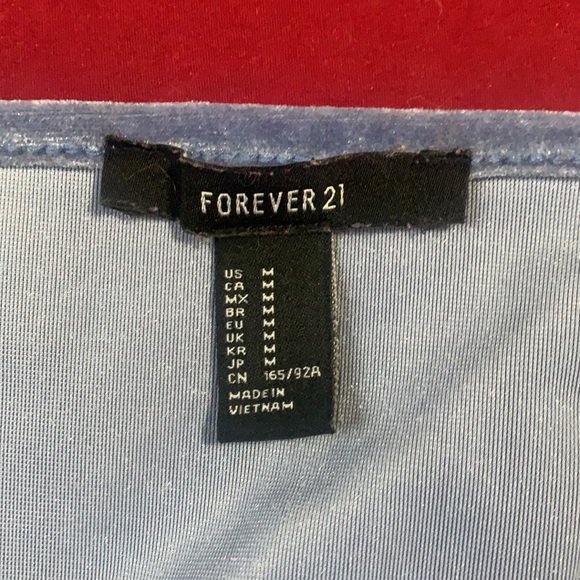 FOREVER 21
US M
CA M
MX M
BR M
EU M
UK M
KR M
JP M
CN 165/92A
MADE IN
VIETNAM